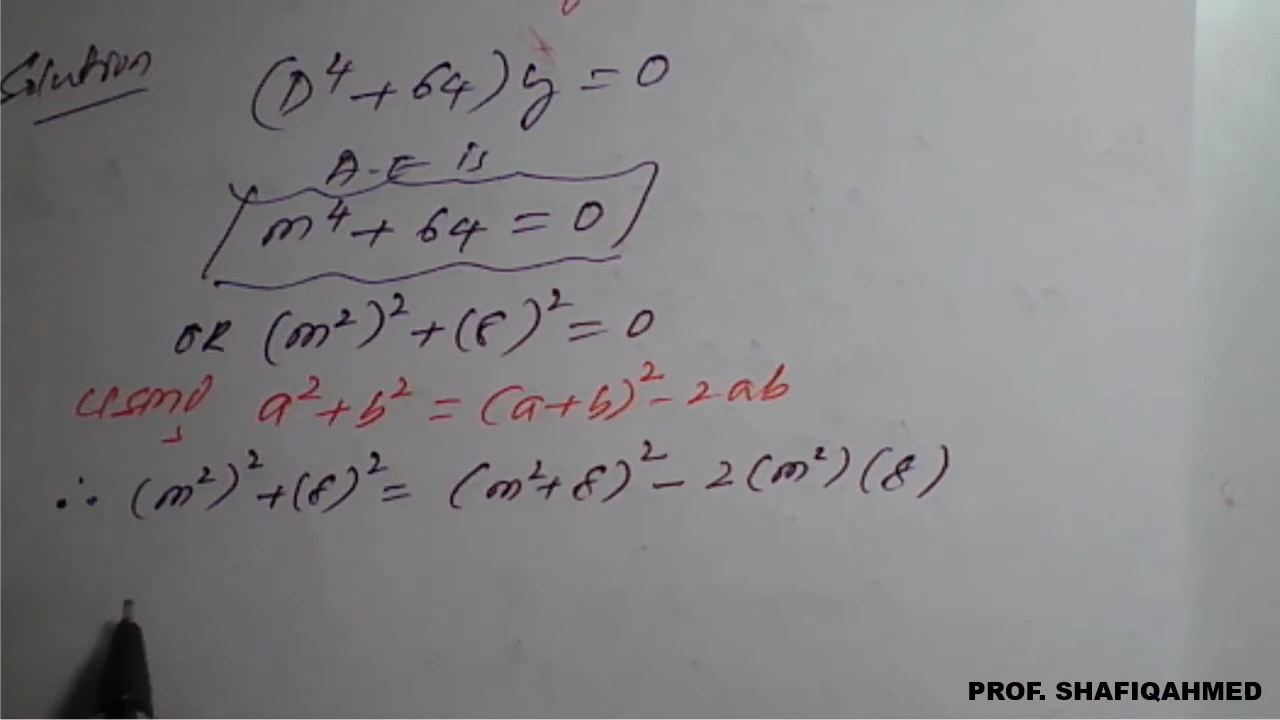 Solution (D⁴ + 64) y = 0
A.E is
m⁴ + 64 = 0
OR (m²)² + (8)² = 0
Using a² + b² = (a+b)² - 2ab
∴ (m²)² + (8)² = (m² + 8)² - 2(m²)(8)
PROF. SHAFIQAHMED